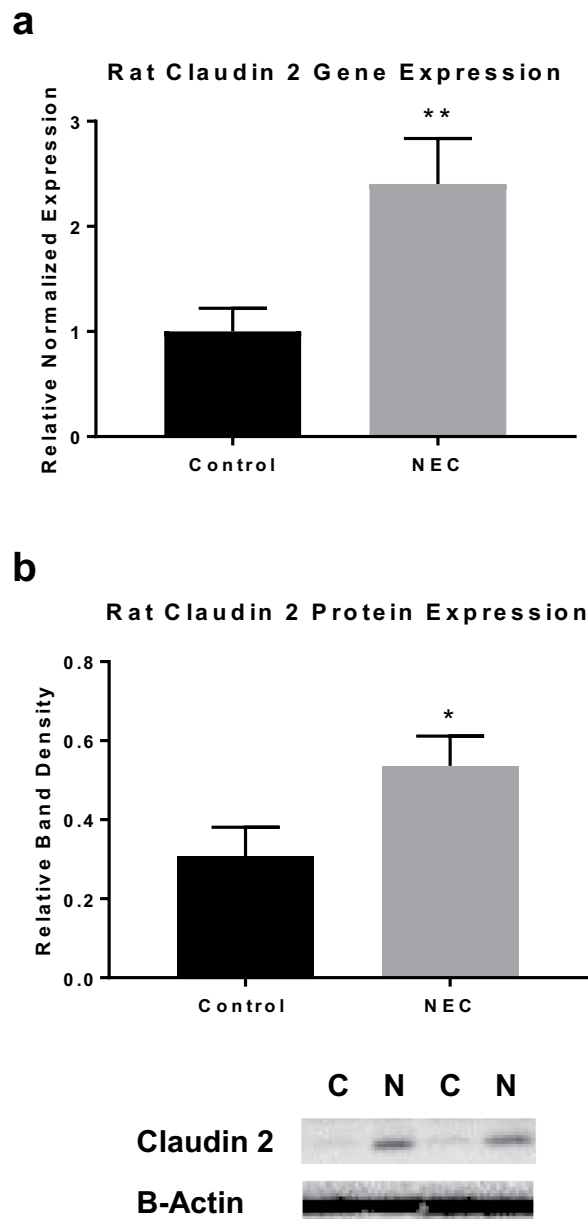 a
Rat Claudin 2 Gene Expression
Relative Normalized Expression
3
2
1
0
**
Control NEC
b
Rat Claudin 2 Protein Expression
Relative Band Density
0.8
0.6
0.4
0.2
0.0
*
Control NEC
C N C N
Claudin 2
B-Actin